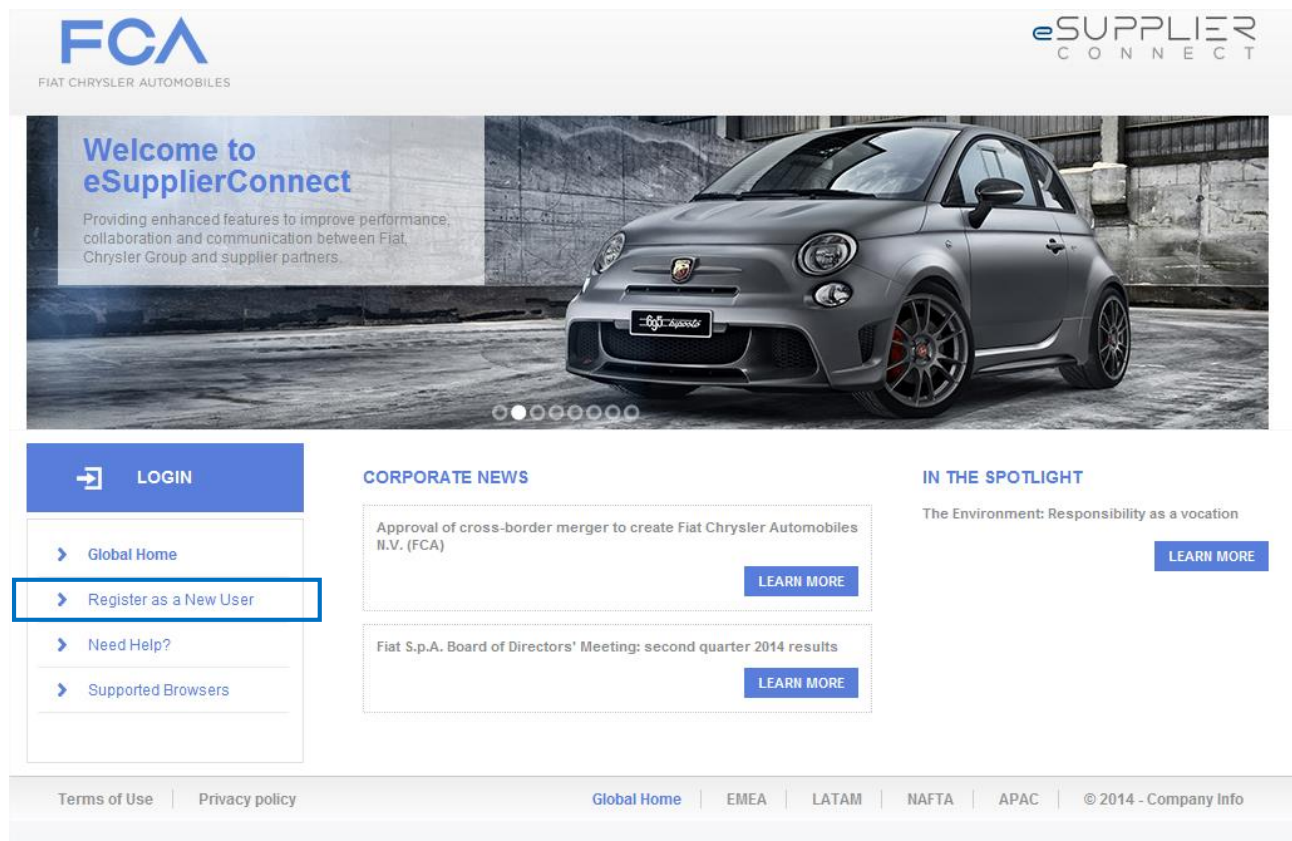 FCA
FIAT CHRYSLER AUTOMOBILES
eSUPPLIER
CONNECT
Welcome to
eSupplierConnect
Providing enhanced features to improve performance,
collaboration and communication between Fiat,
Chrysler Group and supplier partners.
695 biposto
LOGIN
Global Home
Register as a New User
Need Help?
Supported Browsers
CORPORATE NEWS
Approval of cross-border merger to create Fiat Chrysler Automobiles
N.V. (FCA)
LEARN MORE
Fiat S.p.A. Board of Directors' Meeting: second quarter 2014 results
LEARN MORE
IN THE SPOTLIGHT
The Environment: Responsibility as a vocation
LEARN MORE
Terms of Use
Privacy policy
Global Home
EMEA
LATAM
NAFTA
APAC
© 2014 - Company Info